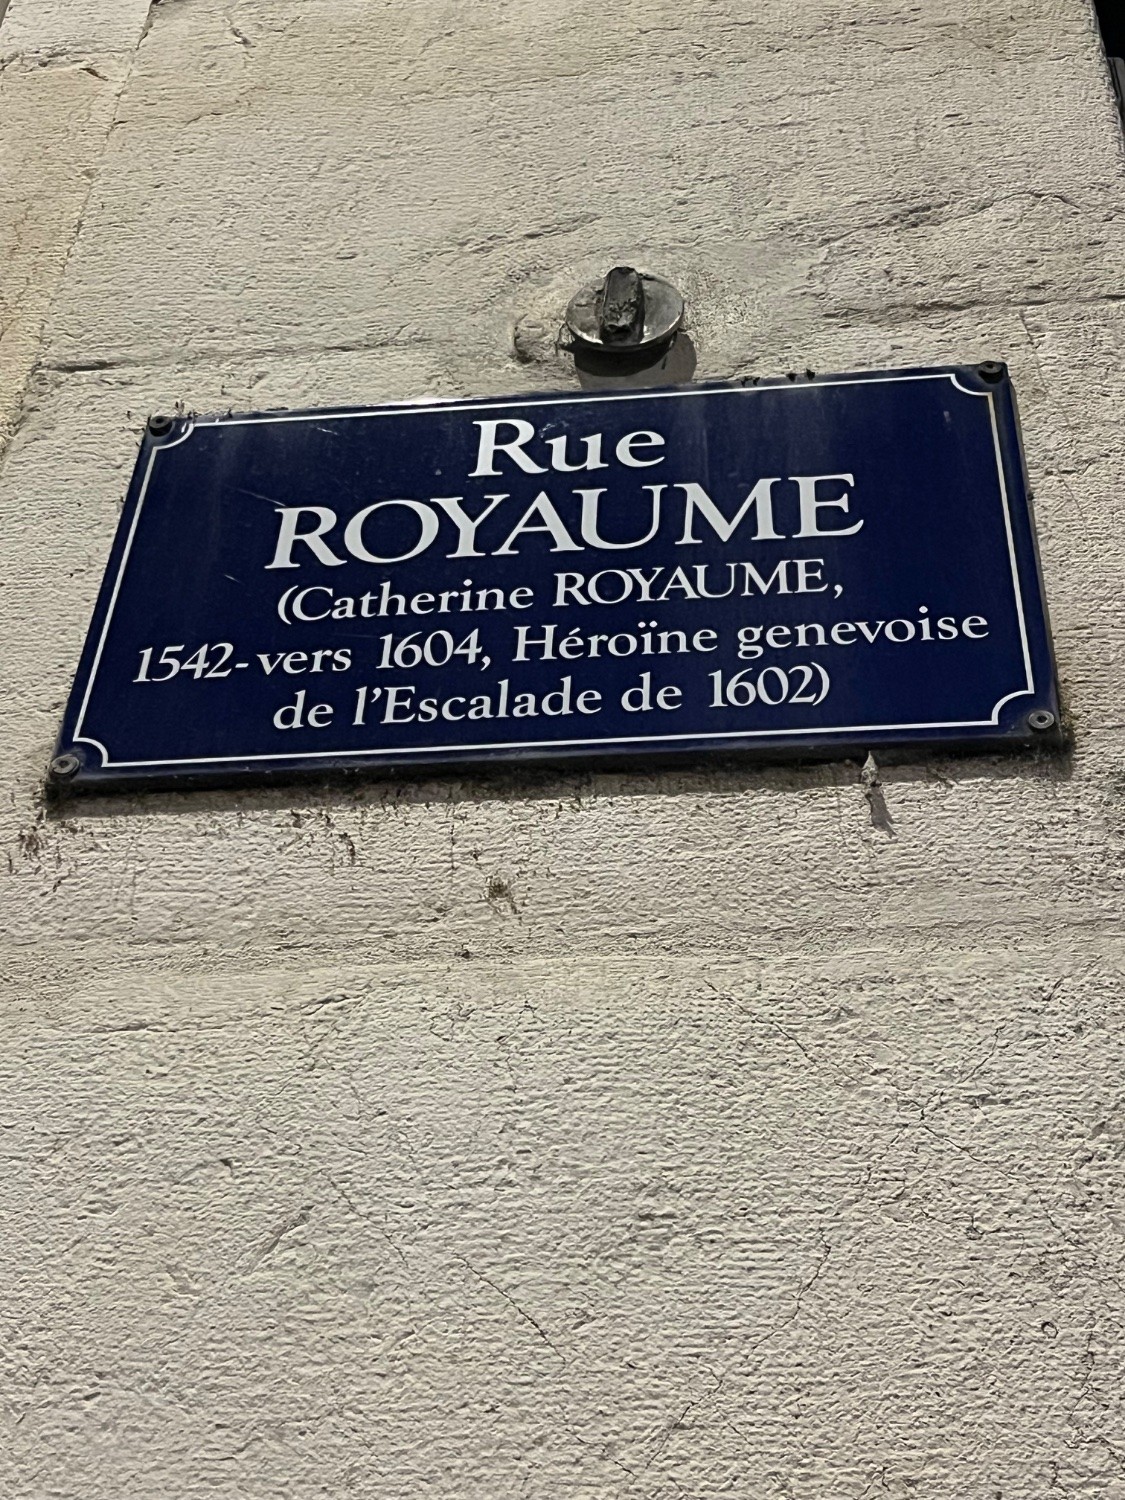 Rue
ROYAUME
(Catherine ROYAUME,
1542-vers 1604, Héroïne genevoise
de l'Escalade de 1602)